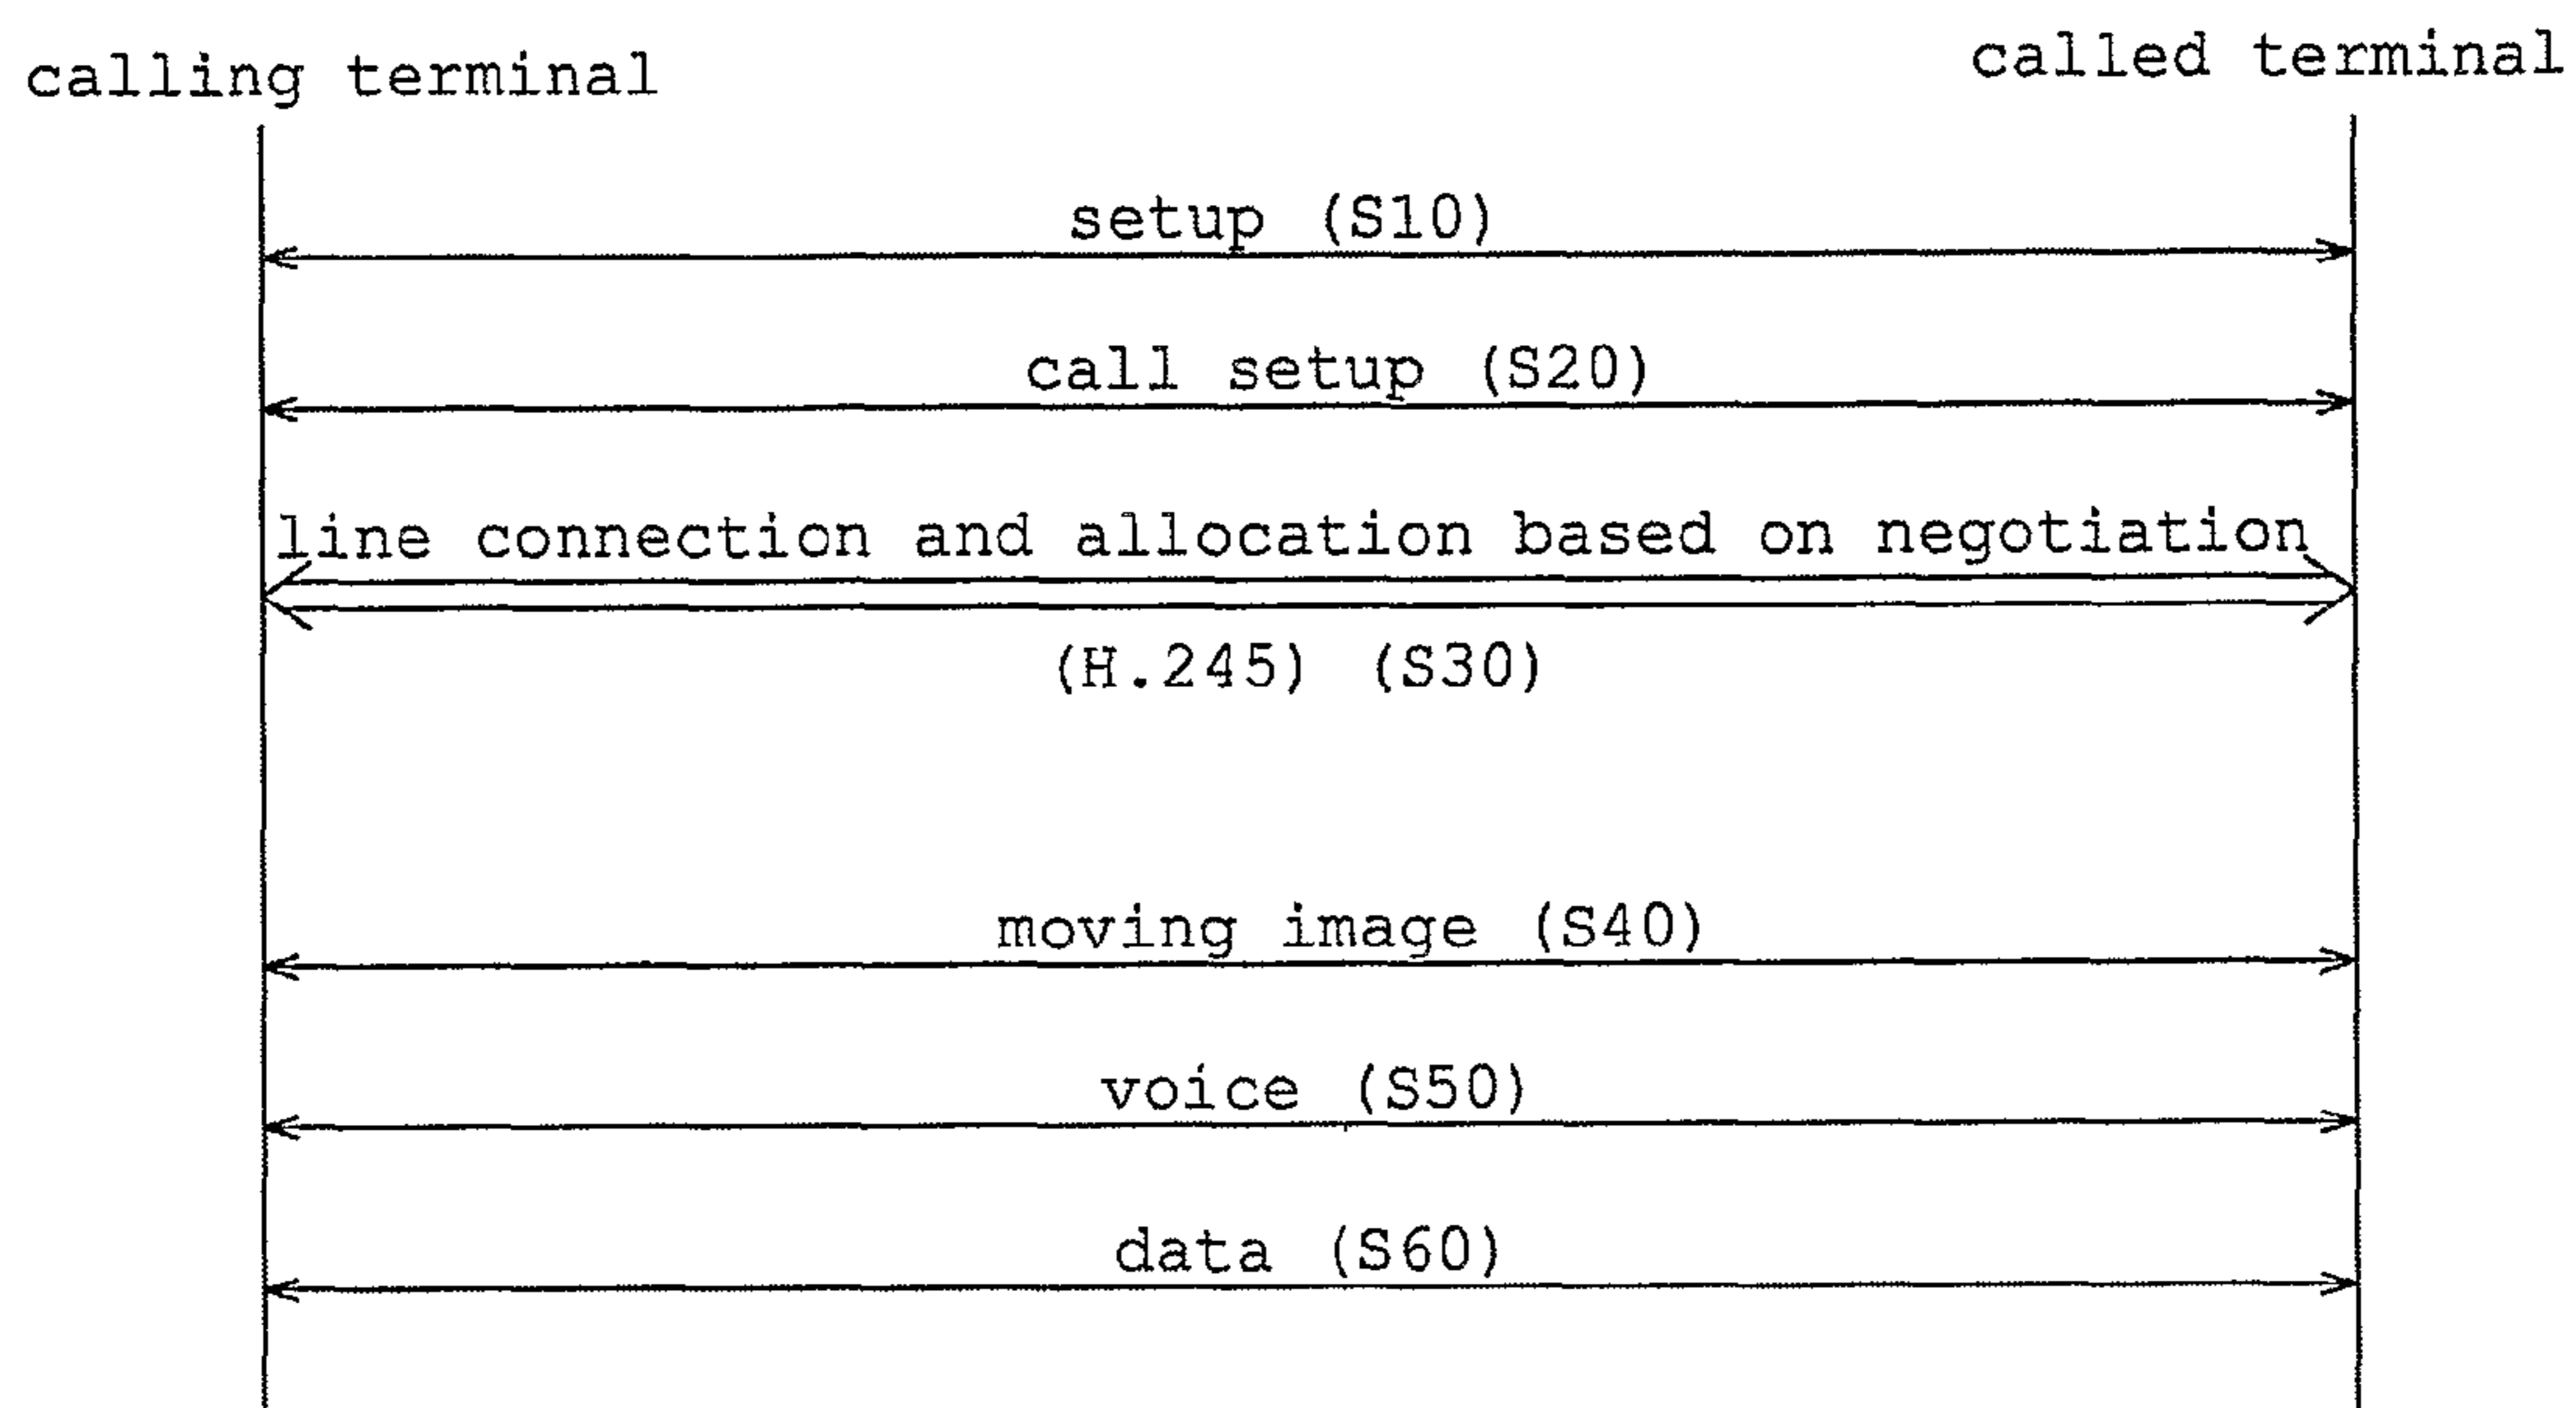 calling terminal
called terminal
setup (S10)
call setup (S20)
line connection and allocation based on negotiation
(H.245) (S30)
moving image (S40)
voice (S50)
data (S60)